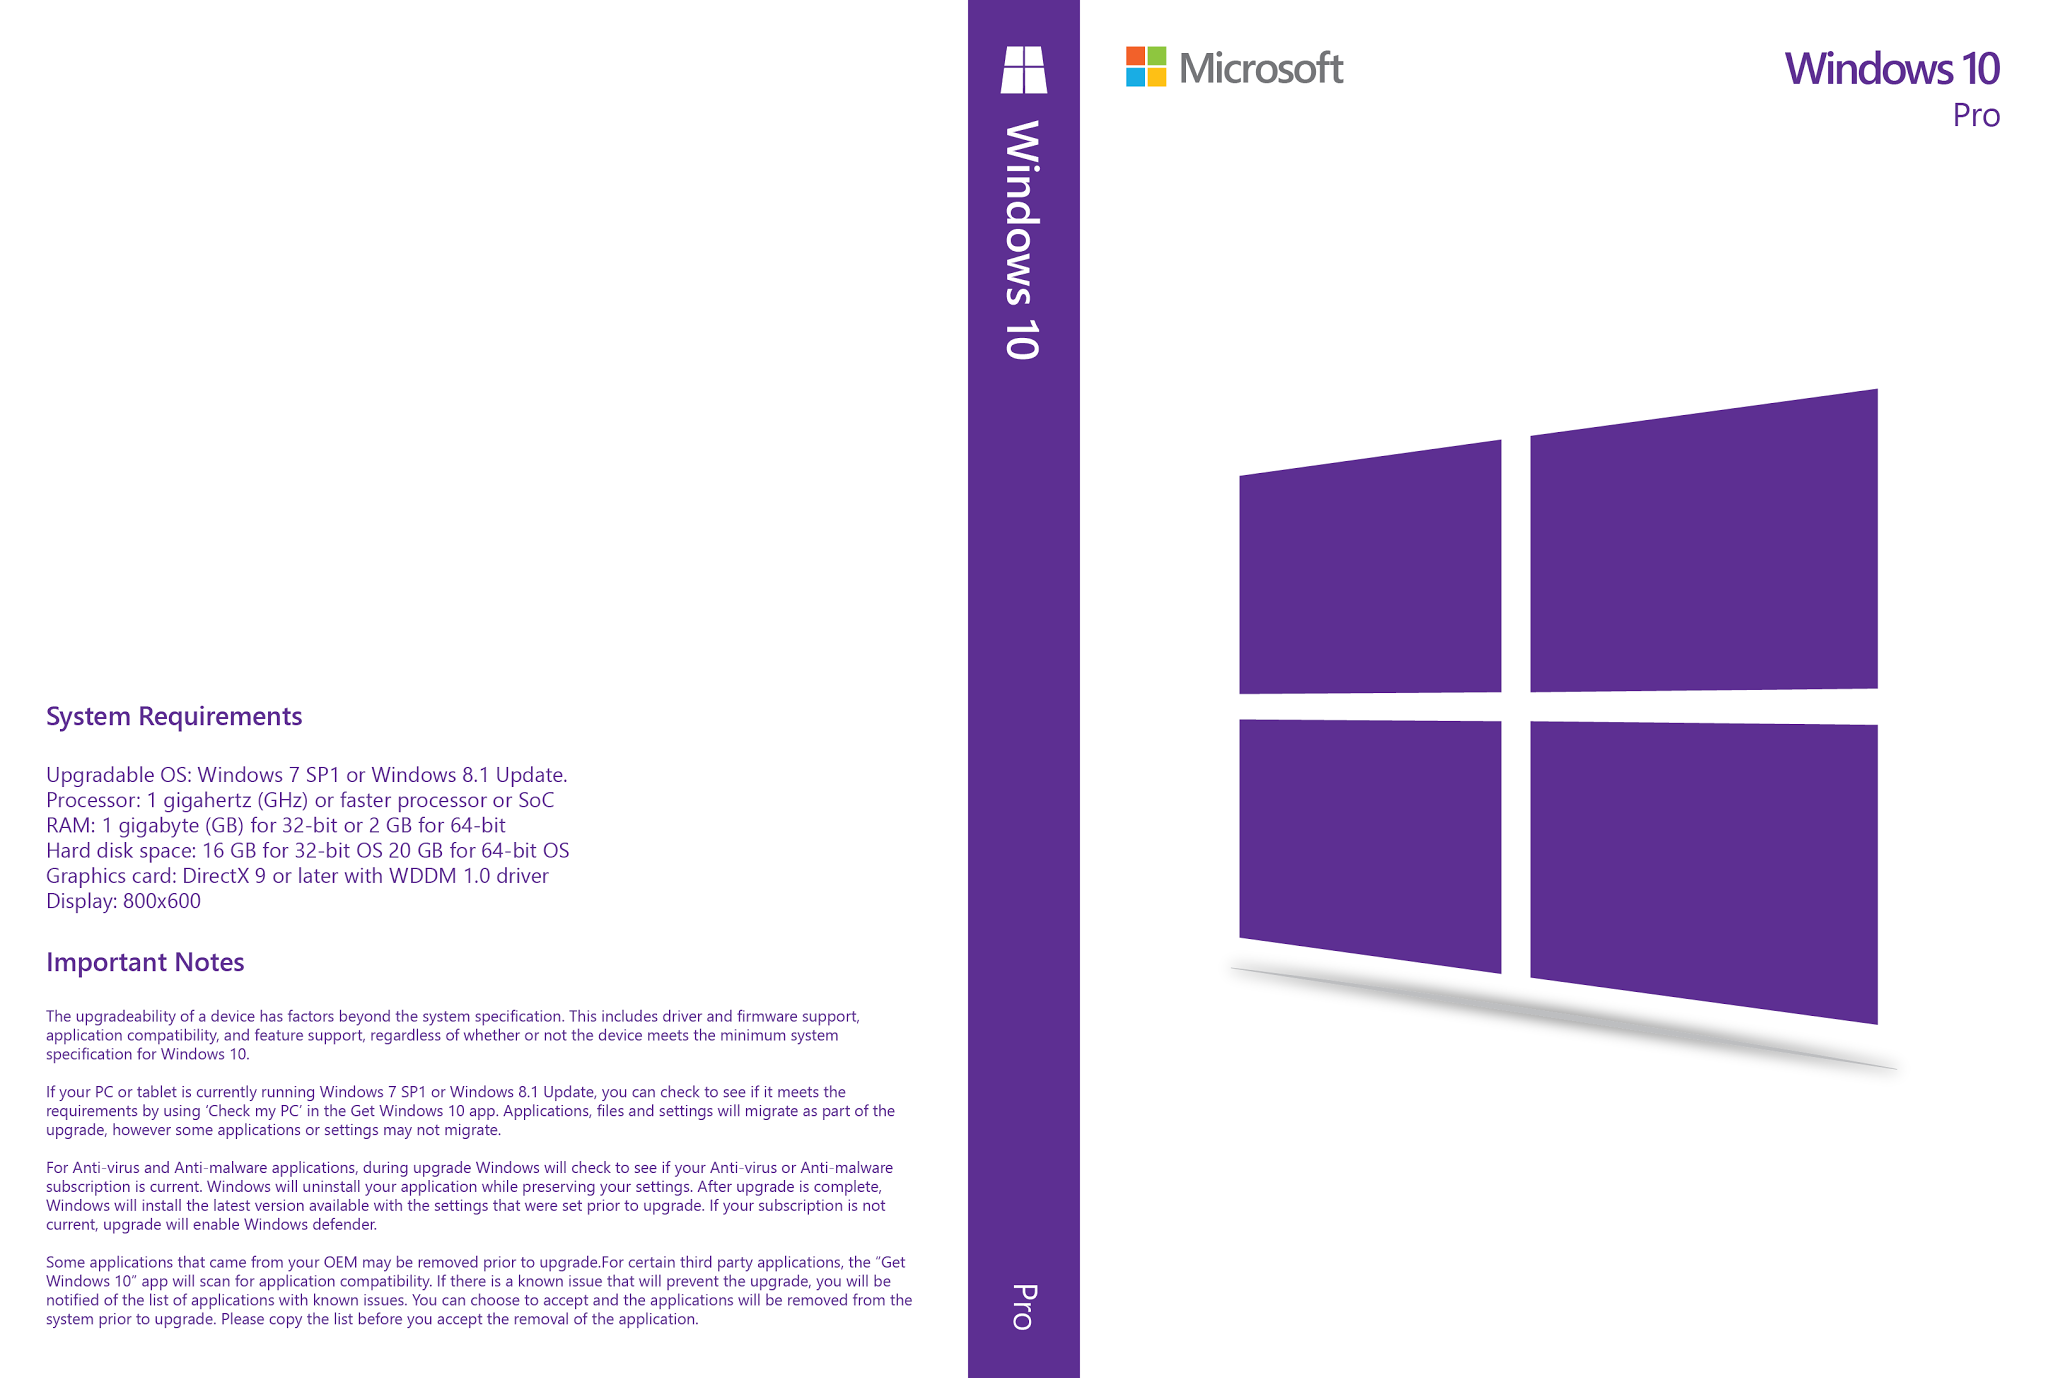 System Requirements
Upgradable OS: Windows 7 SP1 or Windows 8.1 Update.
Processor: 1 gigahertz (GHz) or faster processor or SoC
RAM: 1 gigabyte (GB) for 32-bit or 2 GB for 64-bit
Hard disk space: 16 GB for 32-bit OS 20 GB for 64-bit OS
Graphics card: DirectX 9 or later with WDDM 1.0 driver
Display: 800x600
Important Notes
The upgradeability of a device has factors beyond the system specification. This includes driver and firmware support,
application compatibility, and feature support, regardless of whether or not the device meets the minimum system
specification for Windows 10.
If your PC or tablet is currently running Windows 7 SP1 or Windows 8.1 Update, you can check to see if it meets the
requirements by using ‘Check my PC’ in the Get Windows 10 app. Applications, files and settings will migrate as part of the
upgrade, however some applications or settings may not migrate.
For Anti-virus and Anti-malware applications, during upgrade Windows will check to see if your Anti-virus or Anti-malware
subscription is current. Windows will uninstall your application while preserving your settings. After upgrade is complete,
Windows will install the latest version available with the settings that were set prior to upgrade. If your subscription is not
current, upgrade will enable Windows defender.
Some applications that came from your OEM may be removed prior to upgrade.For certain third party applications, the “Get
Windows 10” app will scan for application compatibility. If there is a known issue that will prevent the upgrade, you will be
notified of the list of applications with known issues. You can choose to accept and the applications will be removed from the
system prior to upgrade. Please copy the list before you accept the removal of the application.
Windows 10
Pro
Microsoft
Windows 10
Pro